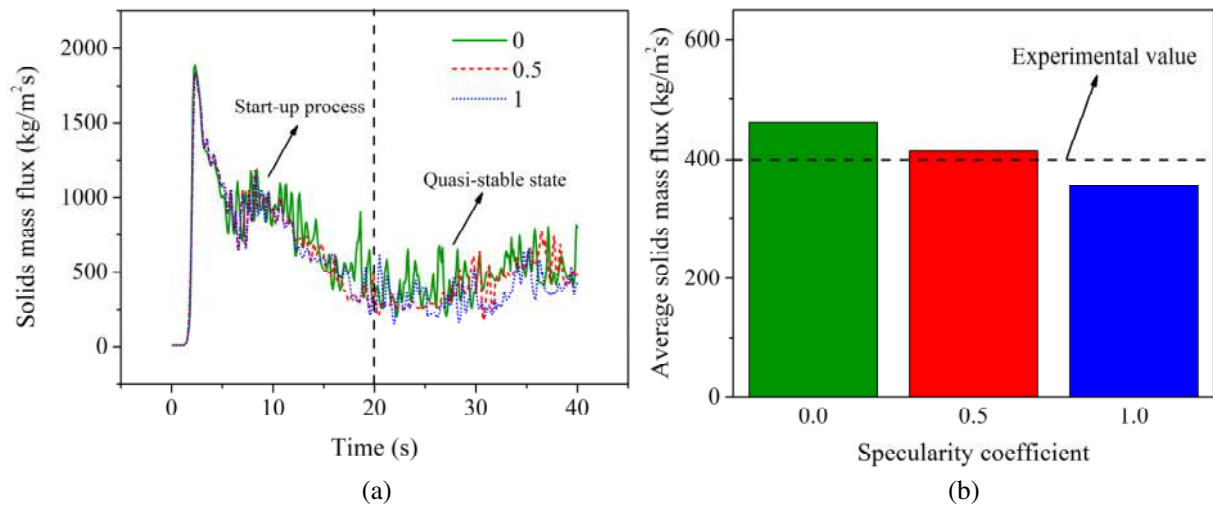 Solids mass flux (kg/m²s)
2000
1500
1000
500
0
0
0.5
1
Start-up process
Quasi-stable state
0
10
20
30
40
Time (s)
(a)
Average solids mass flux (kg/m²s)
600
400
200
0
Experimental value
0.0
0.5
1.0
Specularity coefficient
(b)